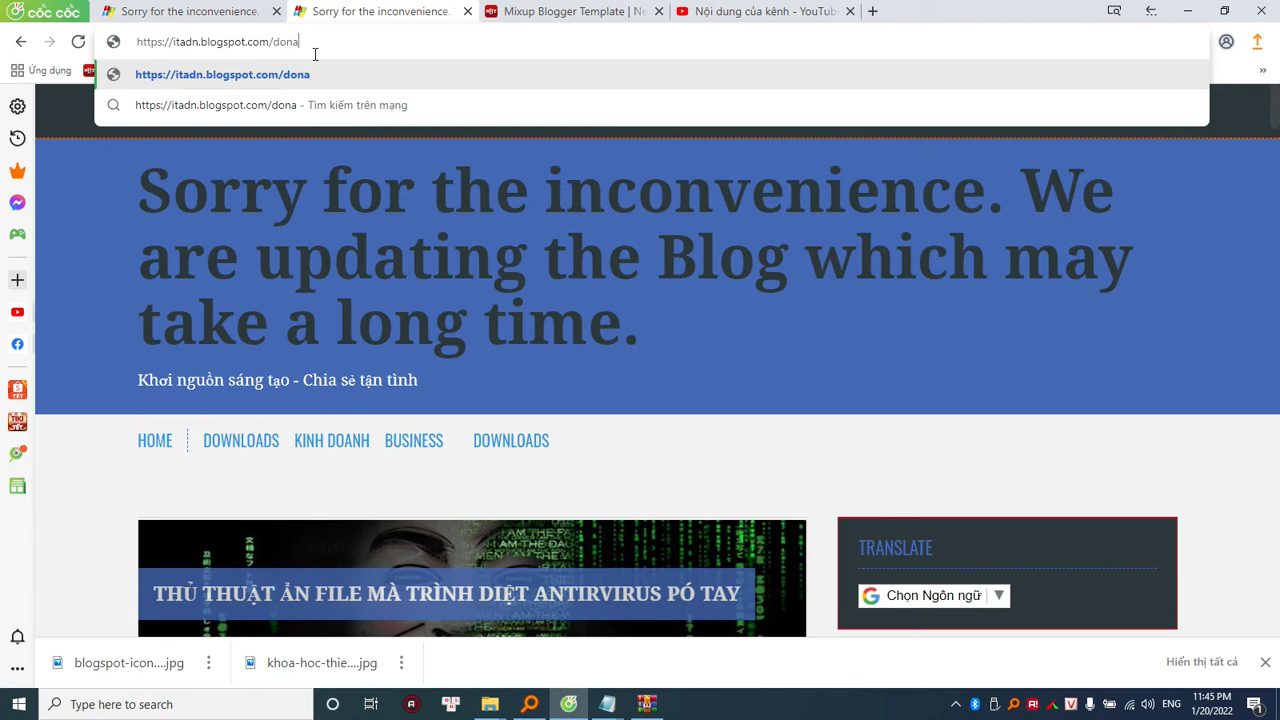 cốc cốc
Sorry for the inconvenience.
Sorry for the inconvenience.
Mixup Blogger Template | Ne
Nội dung của kênh - YouTube
https://itadn.blogspot.com/dona
https://itadn.blogspot.com/dona
https://itadn.blogspot.com/dona - Tìm kiếm trên mạng
Ứng dụng
Sorry for the inconvenience. We
are updating the Blog which may
take a long time.
Khơi nguồn sáng tạo - Chia sẻ tận tình
HOME
DOWNLOADS
KINH DOANH
BUSINESS
DOWNLOADS
THỦ THUẬT ẨN FILE MÀ TRÌNH DIỆT ANTIRVIRUS PÓ TAY
TRANSLATE
Chọn Ngôn ngữ
blogspot-icon....jpg
khoa-hoc-thie....jpg
Hiển thị tất cả
Type here to search
ENG
11:45 PM
1/20/2022